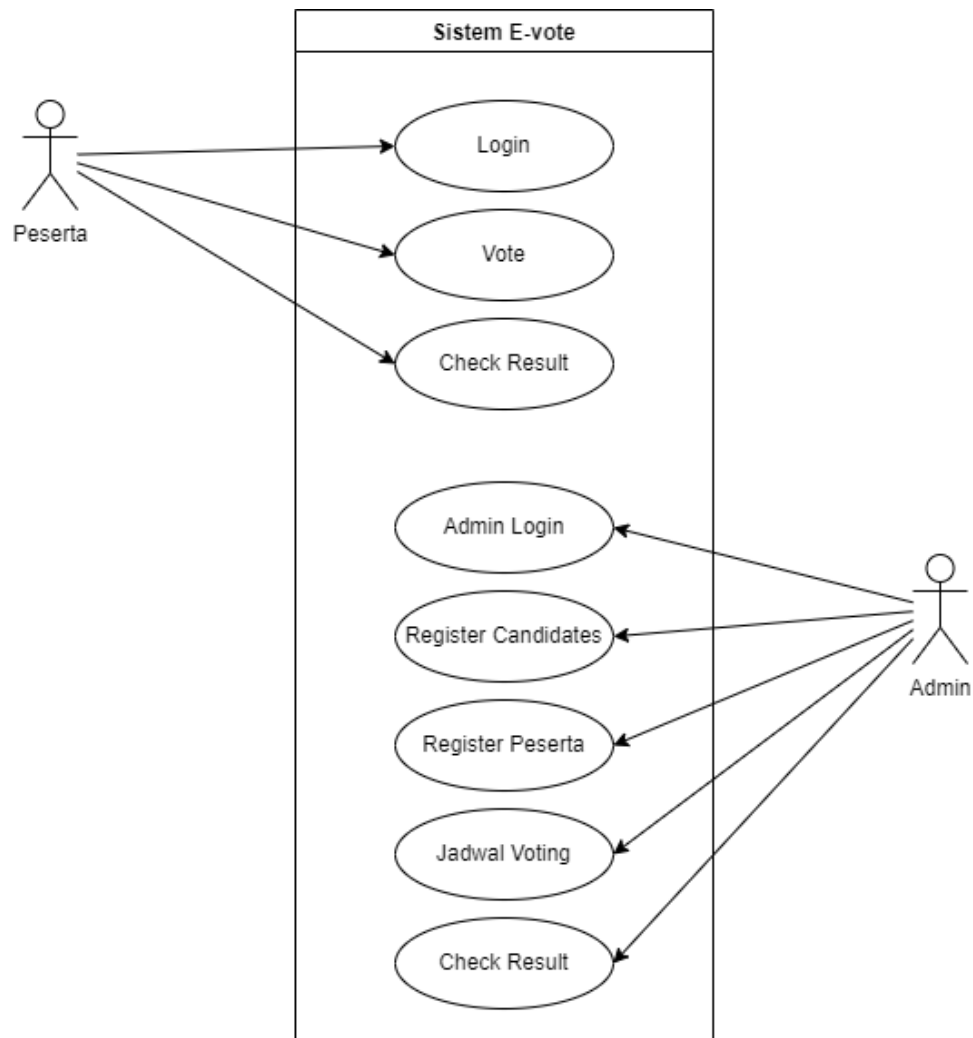 Sistem E-vote
Login
Peserta
Vote
Check Result
Admin Login
Register Candidates
Admin
Register Peserta
Jadwal Voting
Check Result